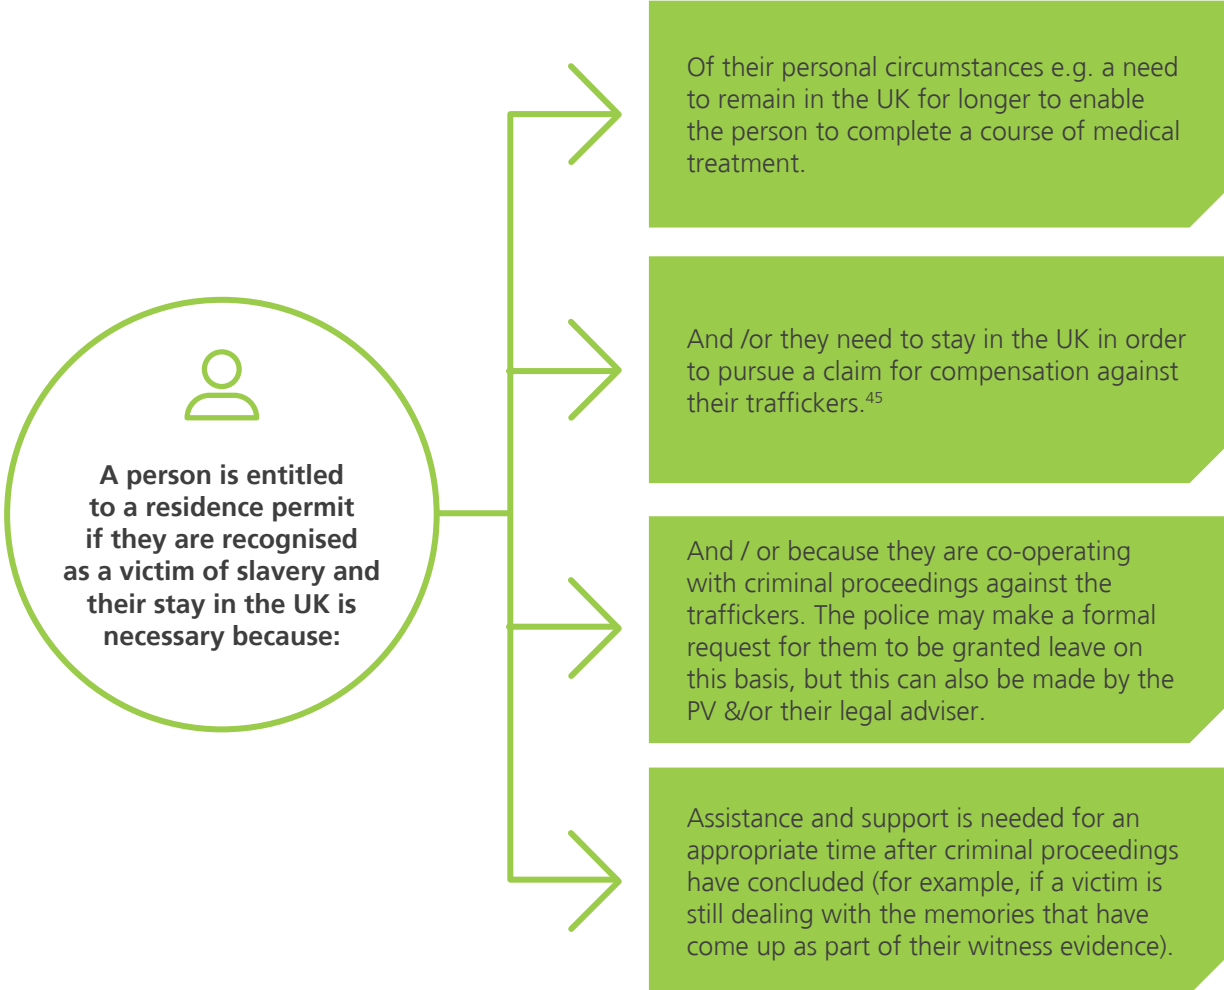 A person is entitled
to a residence permit
if they are recognised
as a victim of slavery and
their stay in the UK is
necessary because:
Of their personal circumstances e.g. a need
to remain in the UK for longer to enable
the person to complete a course of medical
treatment.
And /or they need to stay in the UK in order
to pursue a claim for compensation against
their traffickers.45
And / or because they are co-operating
with criminal proceedings against the
traffickers. The police may make a formal
request for them to be granted leave on
this basis, but this can also be made by the
PV &/or their legal adviser.
Assistance and support is needed for an
appropriate time after criminal proceedings
have concluded (for example, if a victim is
still dealing with the memories that have
come up as part of their witness evidence).